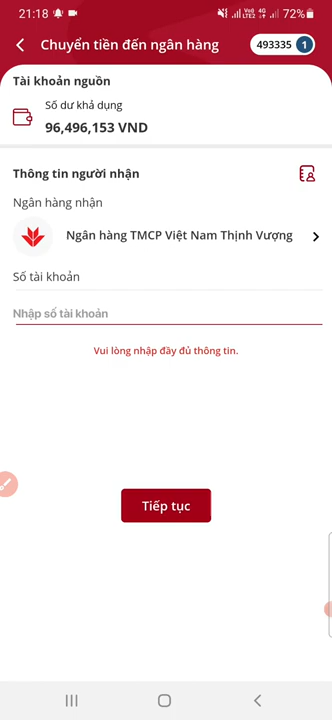 21:18 72%
Chuyển tiền đến ngân hàng 493335 1
Tài khoản nguồn
Số dư khả dụng
96,496,153 VND
Thông tin người nhận
Ngân hàng nhận
Ngân hàng TMCP Việt Nam Thịnh Vượng
Số tài khoản
Nhập số tài khoản
Vui lòng nhập đầy đủ thông tin.
Tiếp tục